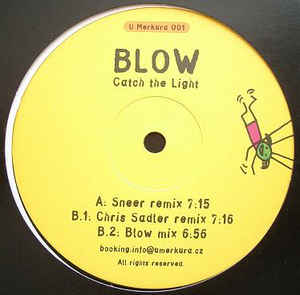 U Merkura 001
BLOW
Catch the Light
A: Sneer remix 7:15
B.1: Chris Sadler remix 7:16
B.2: Blow mix 6:56
booking.info@umerkura.cz
All rights reserved.